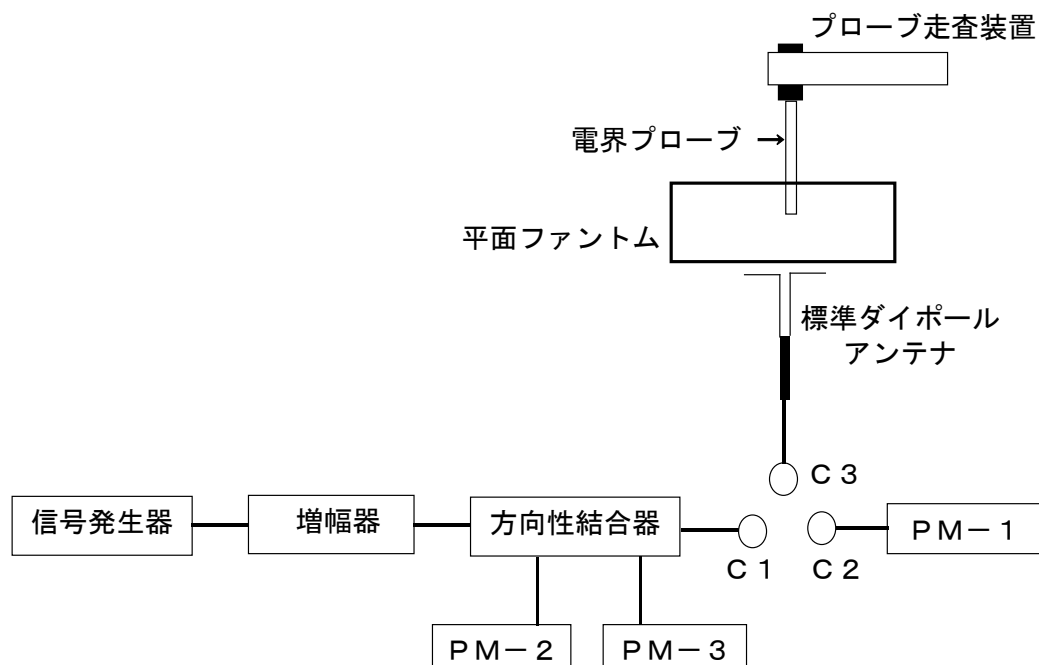 プローブ走査装置
電界プローブ →
平面ファントム
標準ダイポール
アンテナ
C3
信号発生器
増幅器
方向性結合器
PM－1
C1
C2
PM－2
PM－3